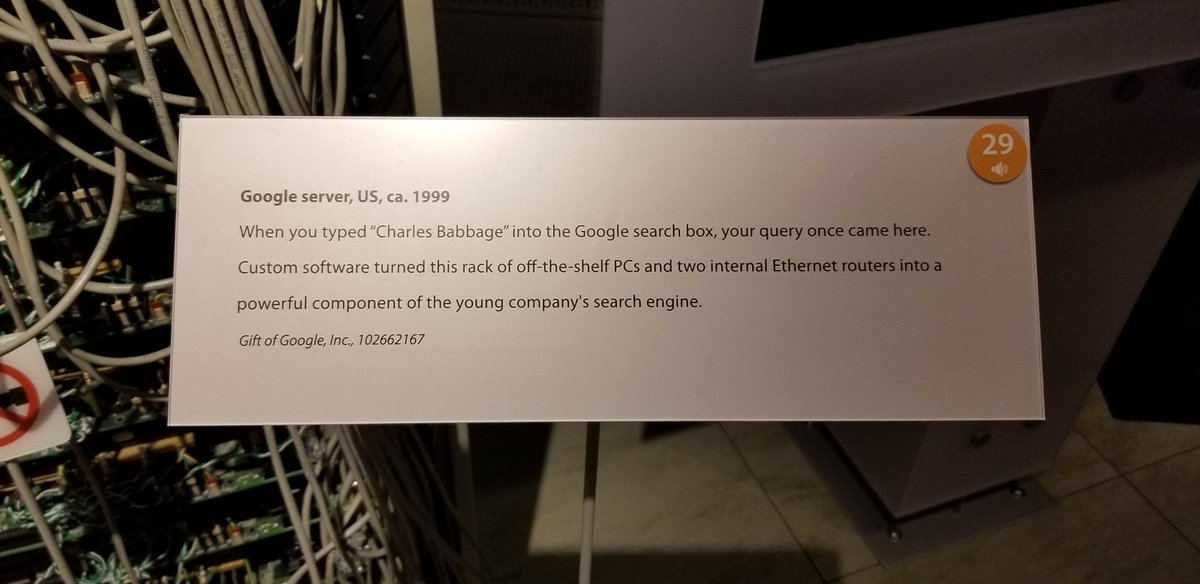 29
Google server, US, ca. 1999
When you typed “Charles Babbage” into the Google search box, your query once came here.
Custom software turned this rack of off-the-shelf PCs and two internal Ethernet routers into a
powerful component of the young company's search engine.
Gift of Google, Inc., 102662167